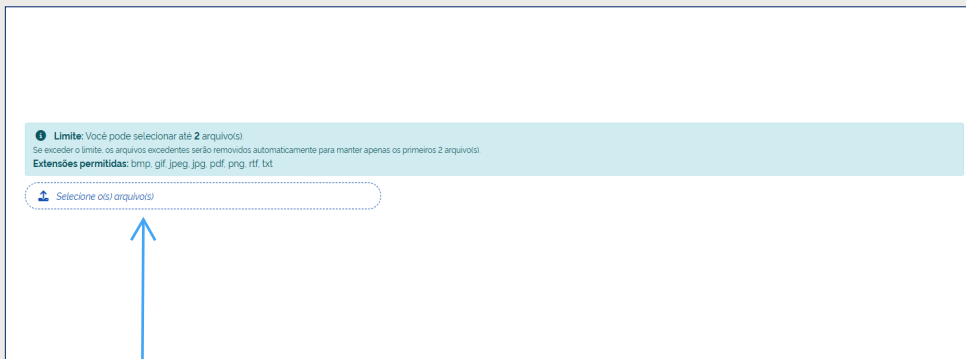 Limite: Você pode selecionar até 2 arquivo(s).
Se exceder o limite, os arquivos excedentes serão removidos automaticamente para manter apenas os primeiros 2 arquivo(s).
Extensões permitidas: bmp, gif, jpeg, jpg, pdf, png, rtf, txt
Selecione o(s) arquivo(s)